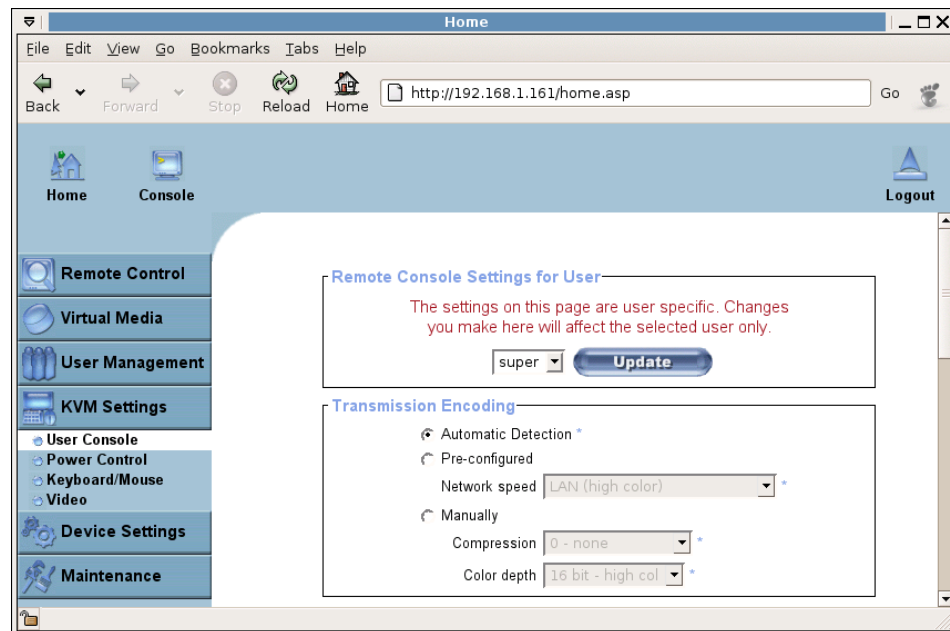 Home
File Edit View Go Bookmarks Tabs Help
Back Forward Stop Reload Home http://192.168.1.161/home.asp Go
Home Console Logout
Remote Control
Virtual Media
User Management
KVM Settings
User Console
Power Control
Keyboard/Mouse
Video
Device Settings
Maintenance
Remote Console Settings for User
The settings on this page are user specific. Changes
you make here will affect the selected user only.
super Update
Transmission Encoding
Automatic Detection *
Pre-configured
Network speed LAN (high color) *
Manually
Compression 0 - none *
Color depth 16 bit - high col *